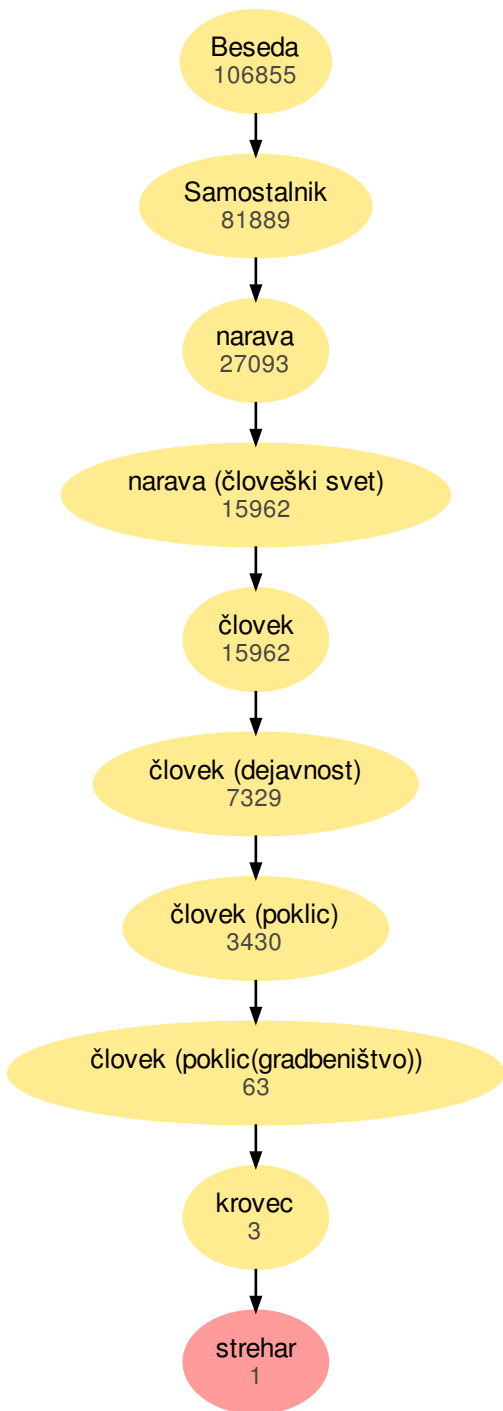 Beseda
106855
Samostalnik
81889
narava
27093
narava (človeški svet)
15962
človek
15962
človek (dejavnost)
7329
človek (poklic)
3430
človek (poklic(gradbeništvo))
63
krovec
3
strehar
1